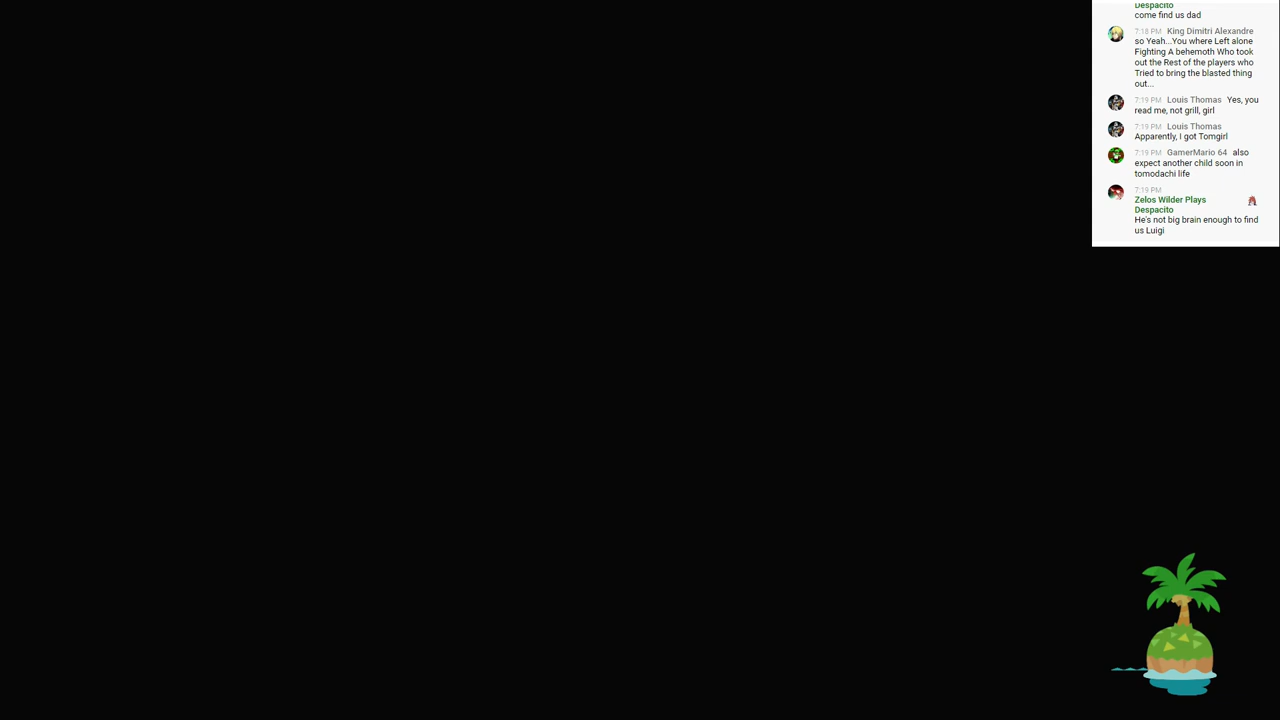 Despacito
come find us dad
7:18 PM King Dimitri Alexandre
so Yeah...You where Left alone
Fighting A behemoth Who took
out the Rest of the players who
Tried to bring the blasted thing
out...
7:19 PM Louis Thomas Yes, you
read me, not grill, girl
7:19 PM Louis Thomas
Apparently, I got Tomgirl
7:19 PM GamerMario 64 also
expect another child soon in
tomodachi life
7:19 PM
Zelos Wilder Plays
Despacito
He's not big brain enough to find
us Luigi